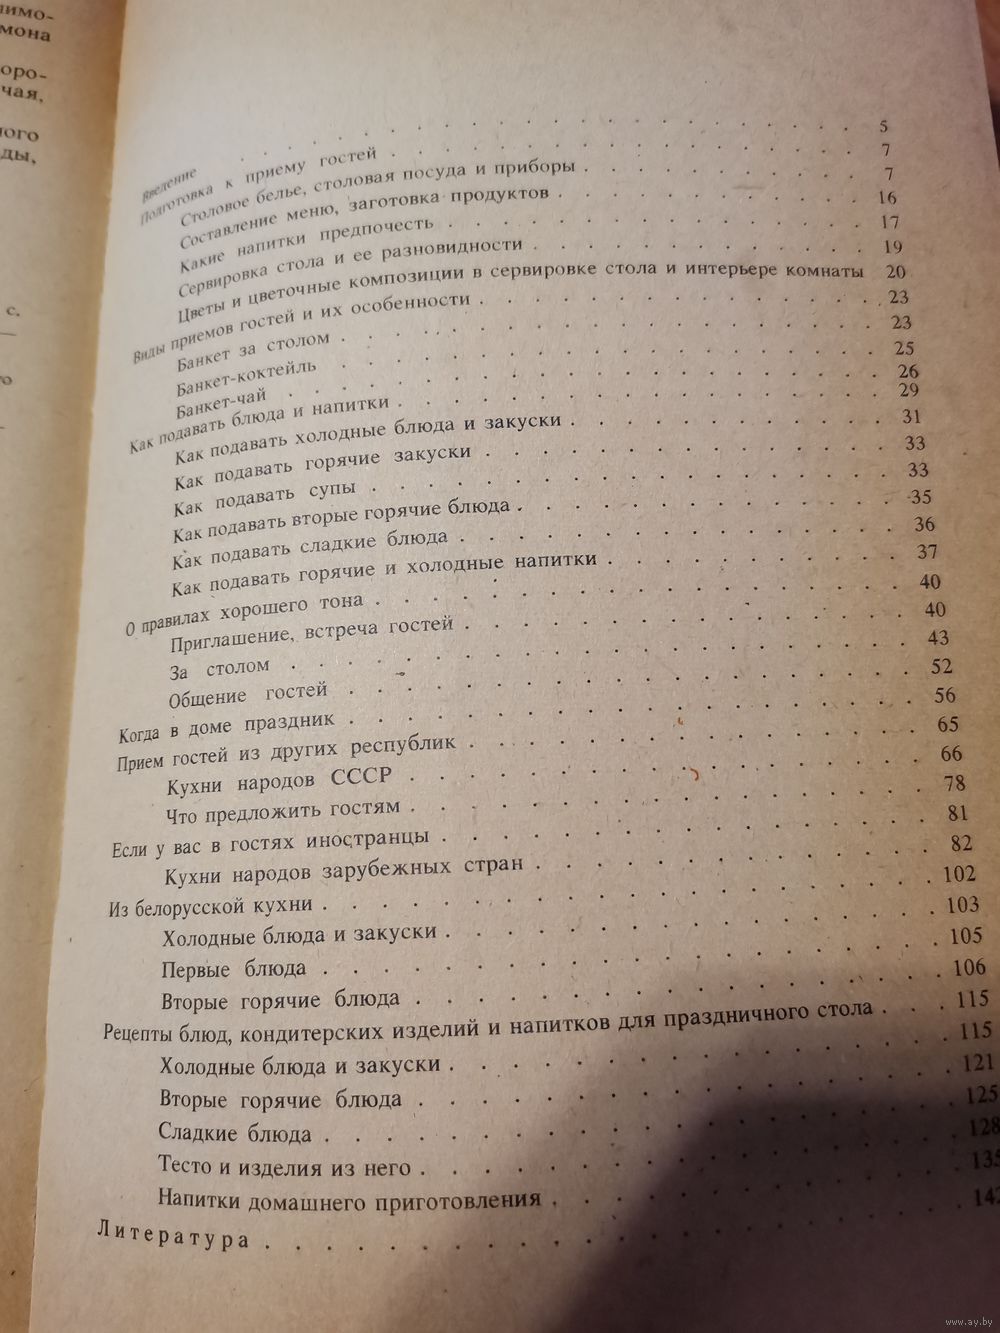 лимо-
мона
оро-
чая,
ного
ды,
с.
Введение . . . 5
Подготовка к приему гостей . . . 7
Столовое белье, столовая посуда и приборы . . . 7
Составление меню, заготовка продуктов . . . 16
Какие напитки предпочесть . . . 17
Сервировка стола и ее разновидности . . . 19
Цветы и цветочные композиции в сервировке стола и интерьере комнаты 20
Виды приемов гостей и их особенности . . . 23
Банкет за столом . . . 23
Банкет-коктейль . . . 25
Банкет-чай . . . 26
Как подавать блюда и напитки . . . 29
Как подавать холодные блюда и закуски . . . 31
Как подавать горячие закуски . . . 33
Как подавать супы . . . 33
Как подавать вторые горячие блюда . . . 35
Как подавать сладкие блюда . . . 36
Как подавать горячие и холодные напитки . . . 37
О правилах хорошего тона . . . 40
Приглашение, встреча гостей . . . 40
За столом . . . 43
Общение гостей . . . 52
Когда в доме праздник . . . 56
Прием гостей из других республик . . . 65
Кухни народов СССР . . . 66
Что предложить гостям . . . 78
Если у вас в гостях иностранцы . . . 81
Кухни народов зарубежных стран . . . 82
Из белорусской кухни . . . 102
Холодные блюда и закуски . . . 103
Первые блюда . . . 105
Вторые горячие блюда . . . 106
Рецепты блюд, кондитерских изделий и напитков для праздничного стола . . . 115
Холодные блюда и закуски . . . 115
Вторые горячие блюда . . . 121
Сладкие блюда . . . 125
Тесто и изделия из него . . . 128
Напитки домашнего приготовления . . . 135
Литература . . .
www.ay.by